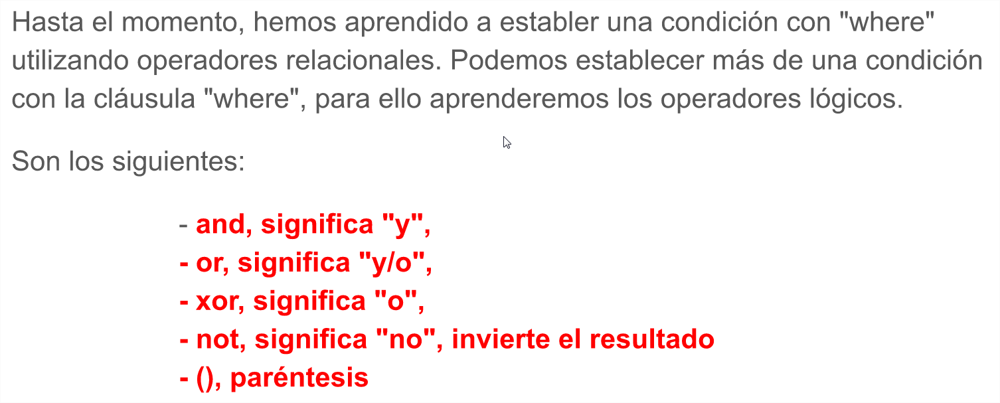 Hasta el momento, hemos aprendido a establer una condición con "where"
utilizando operadores relacionales. Podemos establecer más de una condición
con la cláusula "where", para ello aprenderemos los operadores lógicos.
Son los siguientes:
- and, significa "y",
- or, significa "y/o",
- xor, significa "o",
- not, significa "no", invierte el resultado
- (), paréntesis